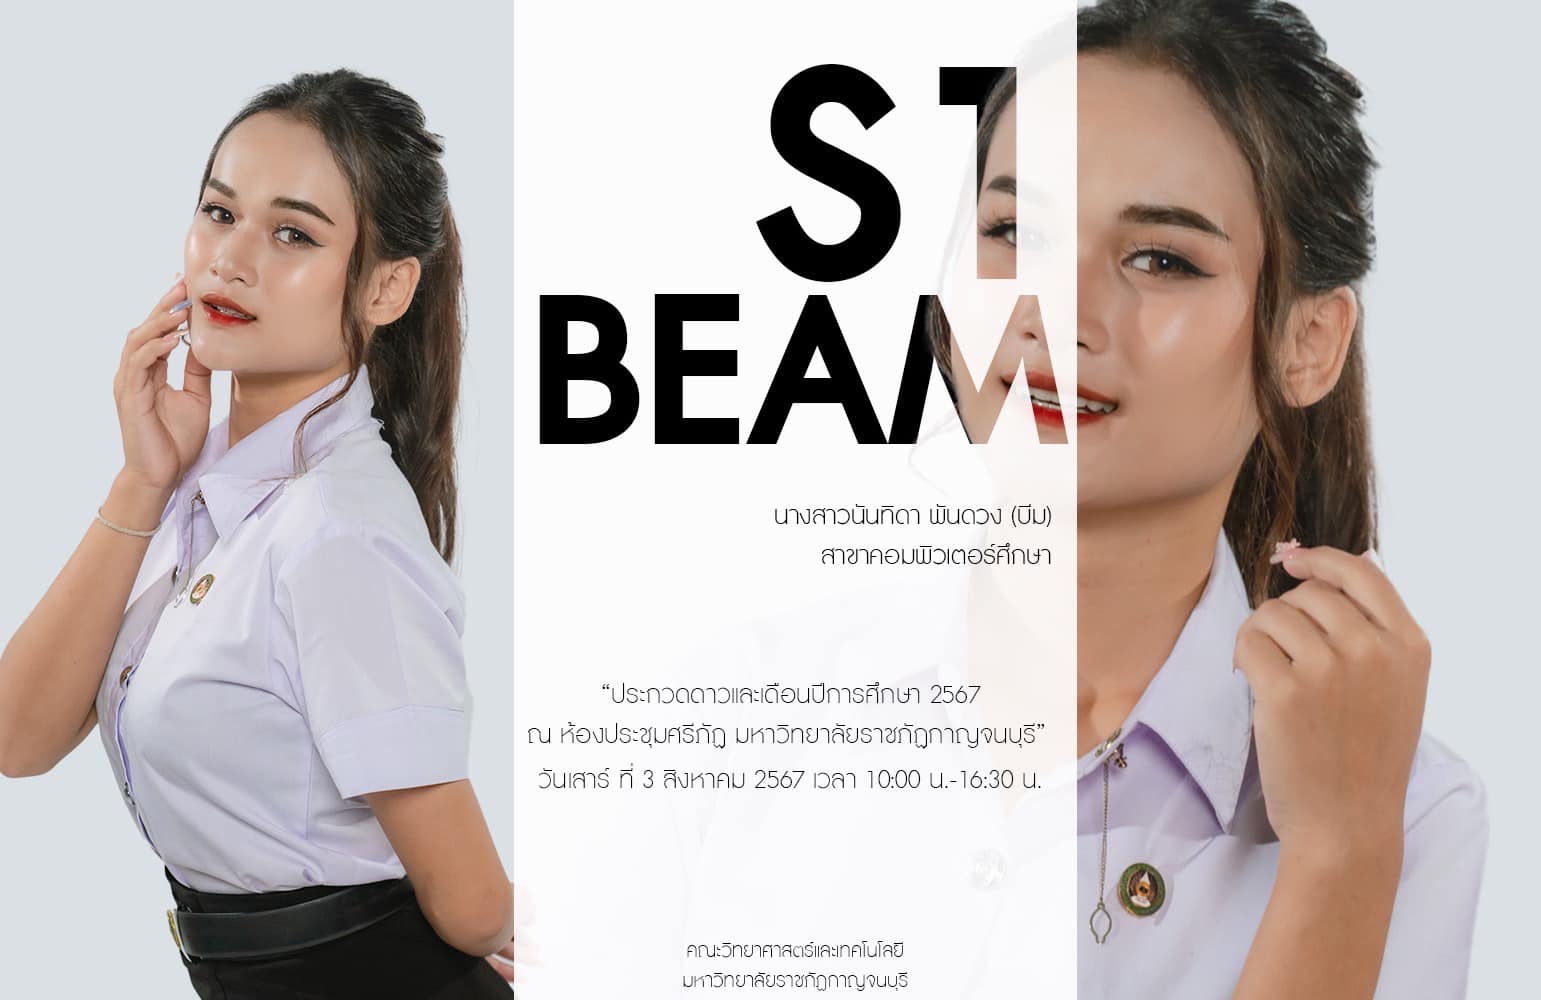 ST
BEAM
นางสาวนันทิดา พันดวง (บีม)
สาขาคอมพิวเตอร์ศึกษา
“ประกวดดาวและเดือนปีการศึกษา 2567
ณ ห้องประชุมศรีภัฏ มหาวิทยาลัยราชภัฏกาญจนบุรี”
วันเสาร์ ที่ 3 สิงหาคม 2567 เวลา 10:00 น.-16:30 น.
คณะวิทยาศาสตร์และเทคโนโลยี
มหาวิทยาลัยราชภัฏกาญจนบุรี